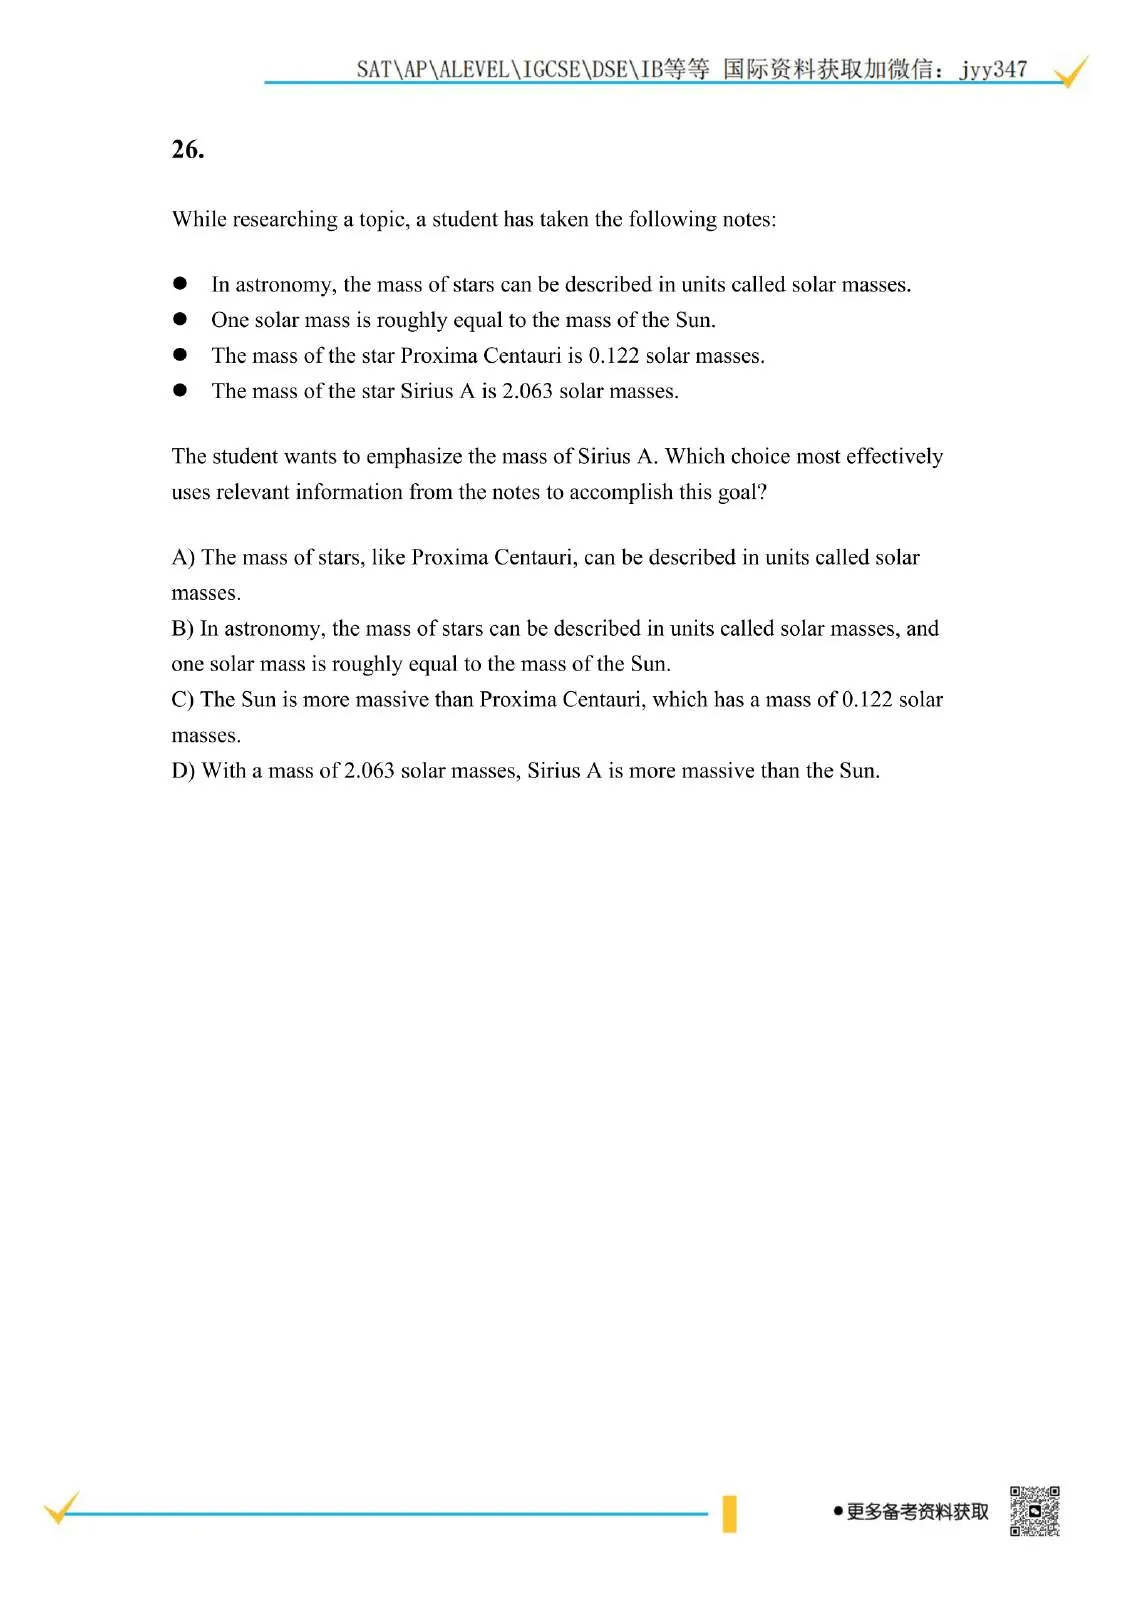 SAT\AP\ALEVEL\IGCSE\DSE\IB等等 国际资料获取加微信：jyy347
26.
While researching a topic, a student has taken the following notes:
● In astronomy, the mass of stars can be described in units called solar masses.
● One solar mass is roughly equal to the mass of the Sun.
● The mass of the star Proxima Centauri is 0.122 solar masses.
● The mass of the star Sirius A is 2.063 solar masses.
The student wants to emphasize the mass of Sirius A. Which choice most effectively
uses relevant information from the notes to accomplish this goal?
A) The mass of stars, like Proxima Centauri, can be described in units called solar
masses.
B) In astronomy, the mass of stars can be described in units called solar masses, and
one solar mass is roughly equal to the mass of the Sun.
C) The Sun is more massive than Proxima Centauri, which has a mass of 0.122 solar
masses.
D) With a mass of 2.063 solar masses, Sirius A is more massive than the Sun.
●更多备考资料获取